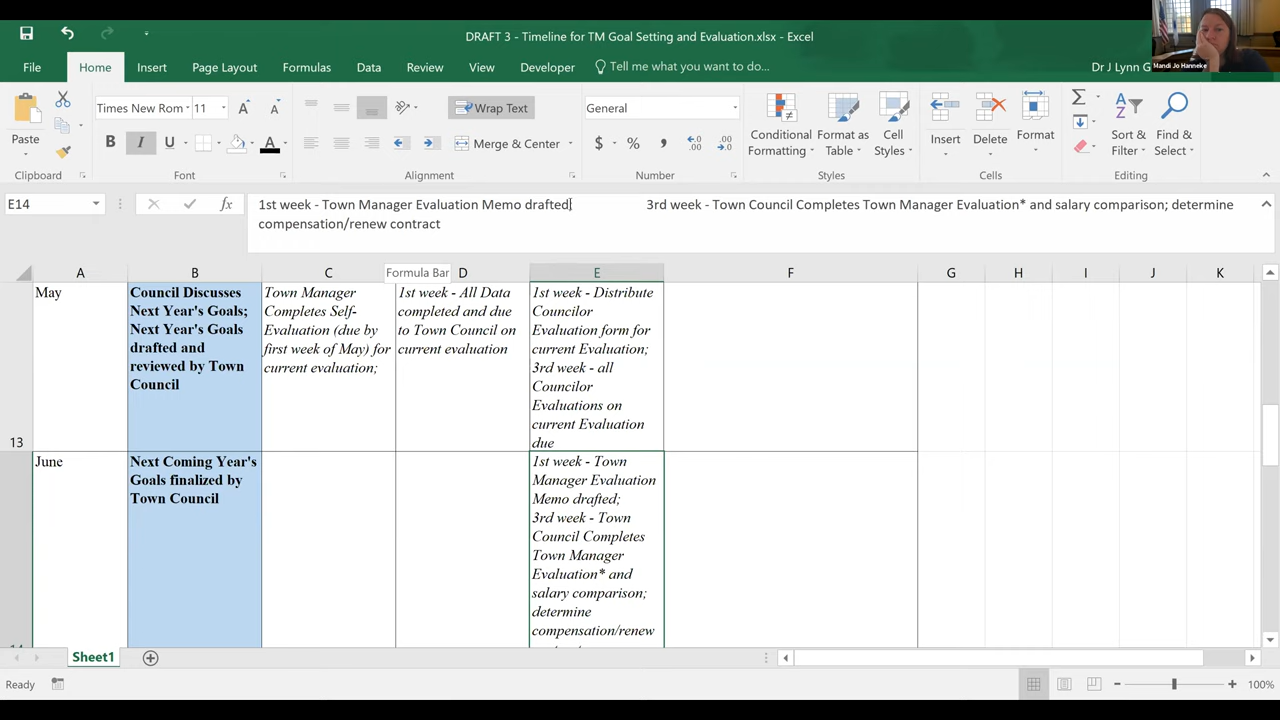 DRAFT 3 - Timeline for TM Goal Setting and Evaluation.xlsx - Excel
Mandi Jo Hanneke
File Home Insert Page Layout Formulas Data Review View Developer Tell me what you want to do... Dr J Lynn G
Times New Rom 11 Wrap Text General
Paste B I U Merge & Center $ % , Conditional Formatting Format as Table Cell Styles Insert Delete Format Sort & Filter Find & Select
Clipboard Font Alignment Number Styles Cells Editing
E14 fx 1st week - Town Manager Evaluation Memo drafted; 3rd week - Town Council Completes Town Manager Evaluation* and salary comparison; determine
compensation/renew contract
Formula Bar
A B C D E F G H I J K
May
Council Discusses
Next Year's Goals;
Next Year's Goals
drafted and
reviewed by Town
Council
Town Manager
Completes Self-
Evaluation (due by
first week of May) for
current evaluation;
1st week - All Data
completed and due
to Town Council on
current evaluation
1st week - Distribute
Councilor
Evaluation form for
current Evaluation;
3rd week - all
Councilor
Evaluations on
current Evaluation
due
13
June
Next Coming Year's
Goals finalized by
Town Council
1st week - Town
Manager Evaluation
Memo drafted;
3rd week - Town
Council Completes
Town Manager
Evaluation* and
salary comparison;
determine
compensation/renew
Sheet1
Ready 100%